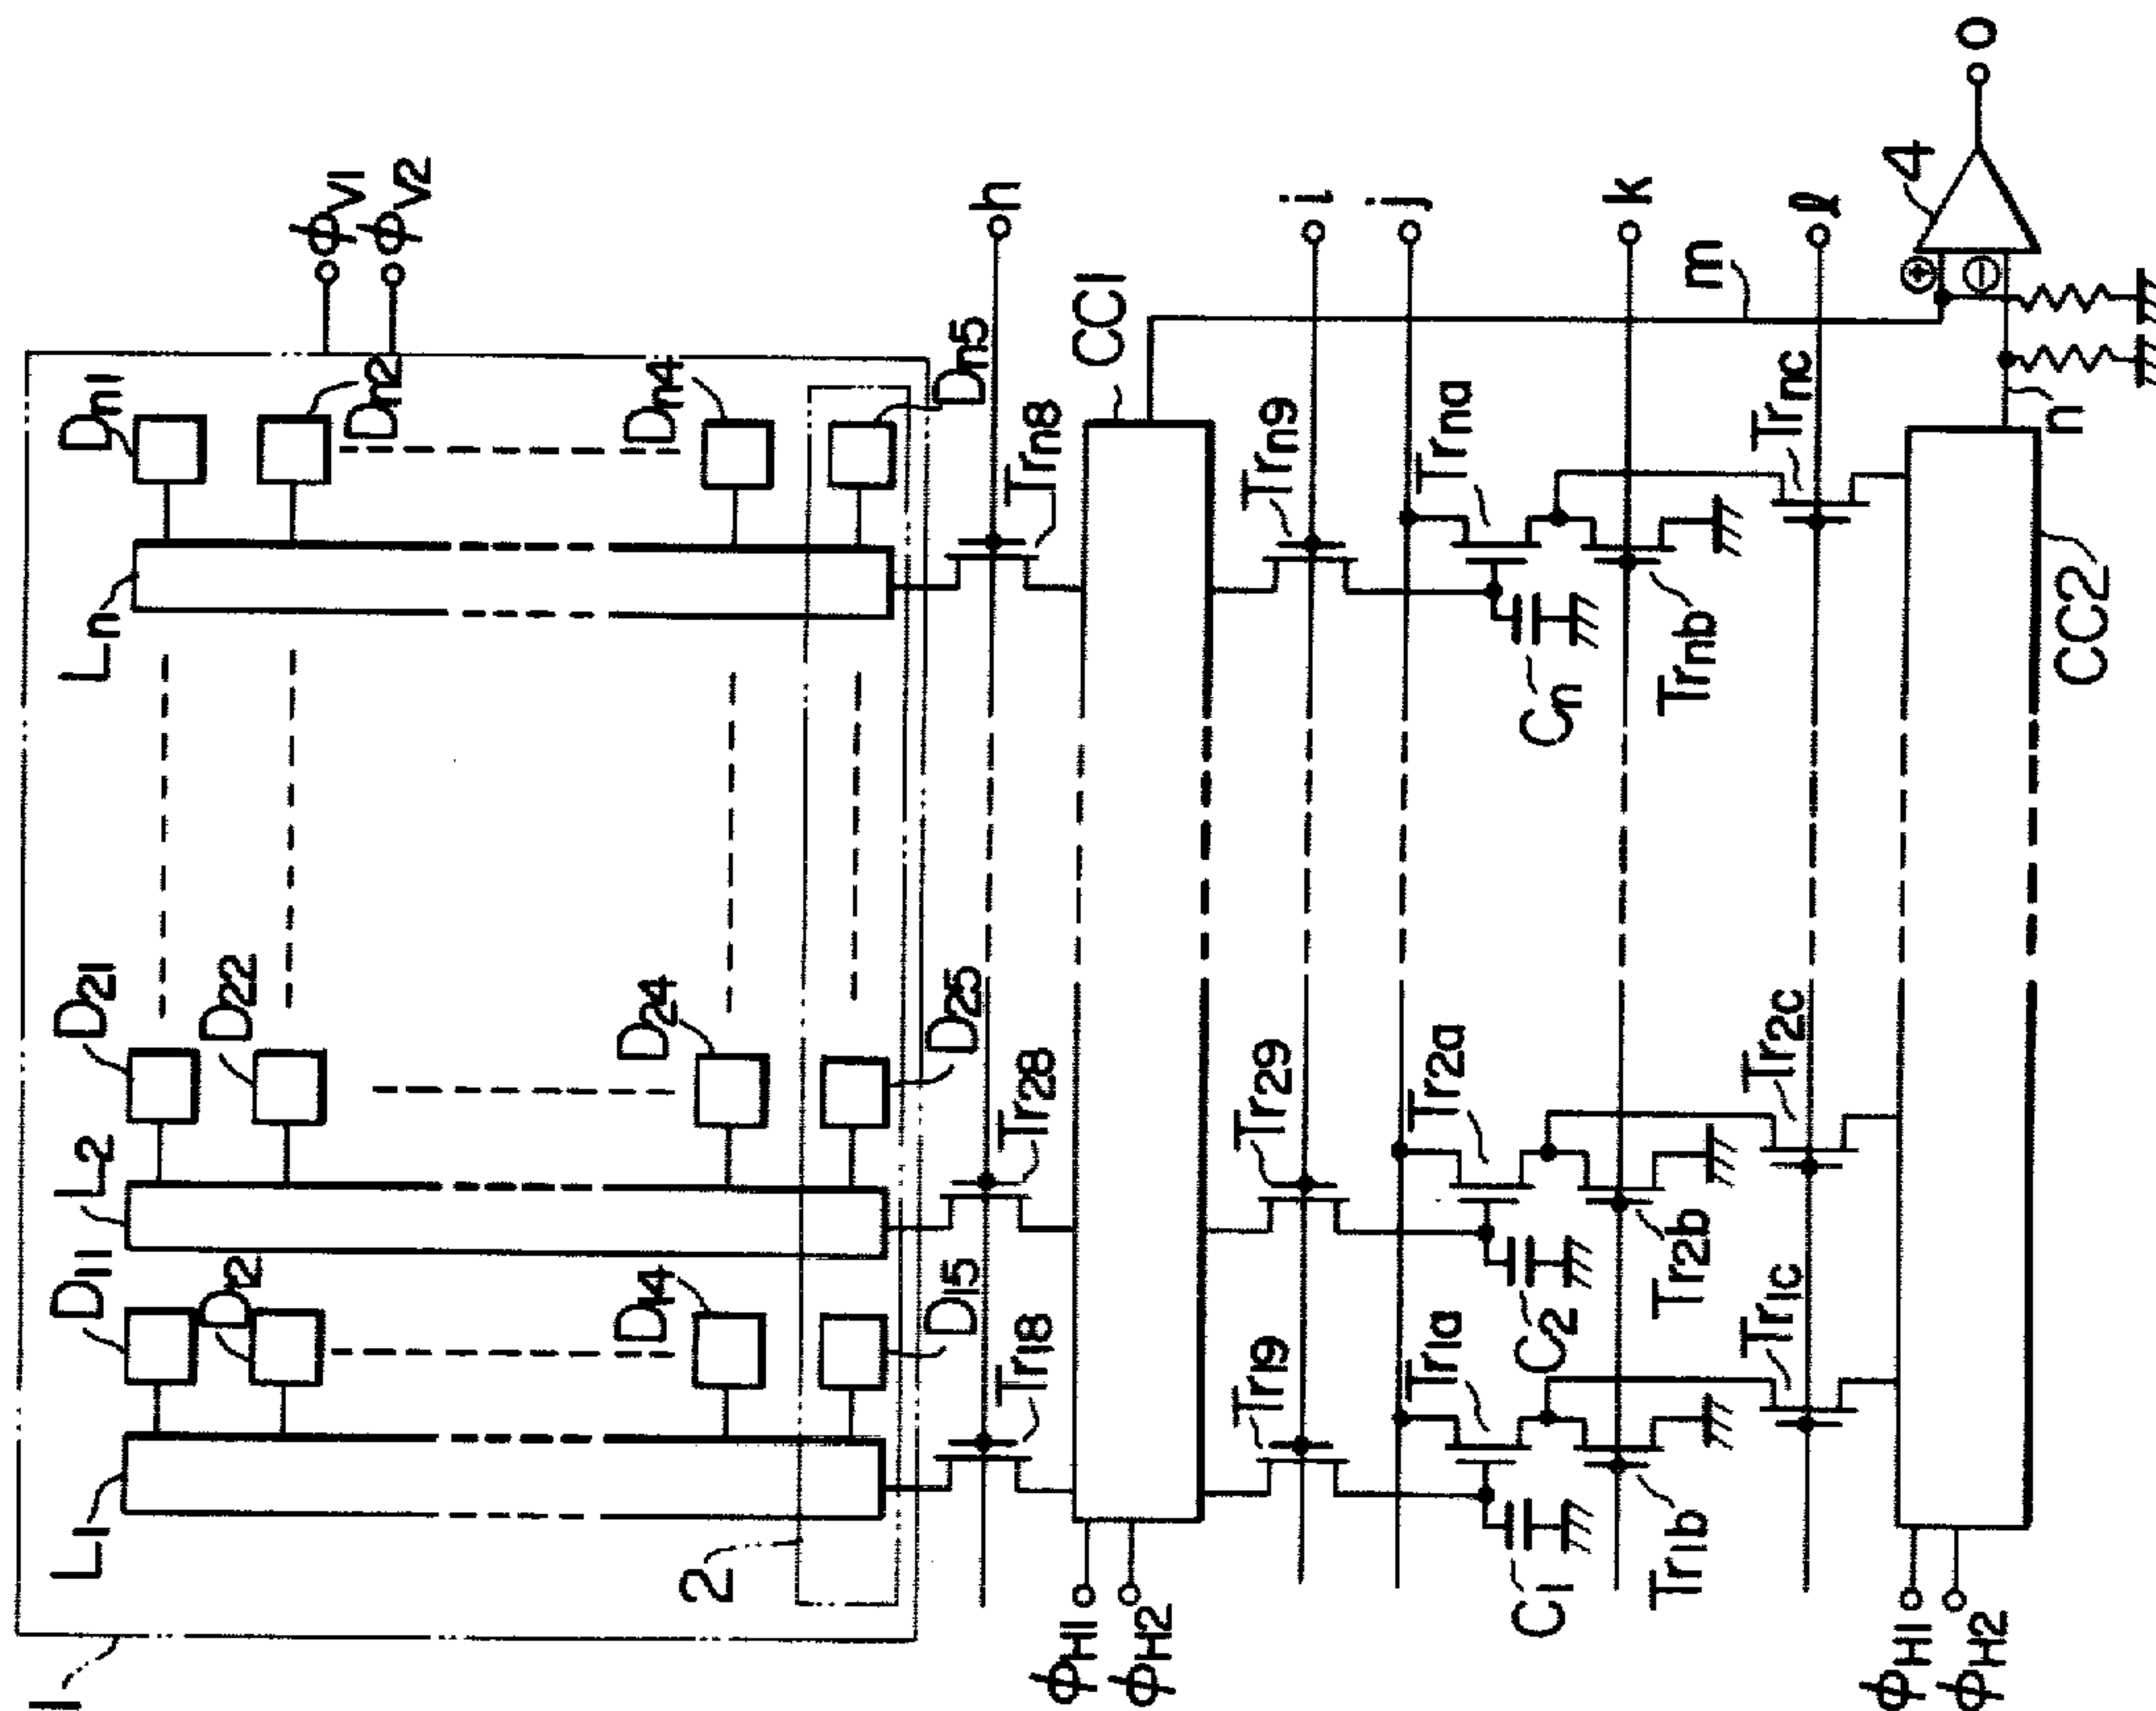 1
L1
D11
D12
D14
D15
L2
D21
D22
D24
D25
Ln
Dn1
Dn2
Dn4
Dn5
2
ϕV1
ϕV2
Tr18
Tr28
Trn8
h
ϕH1
ϕH2
CC1
Tr19
Tr29
Trn9
i
j
Tr1a
Tr2a
Trna
C1
C2
Cn
k
Tr1b
Tr2b
Trnb
m
Tr1c
Tr2c
Trnc
ℓ
ϕH1
ϕH2
CC2
n
+
−
4
O